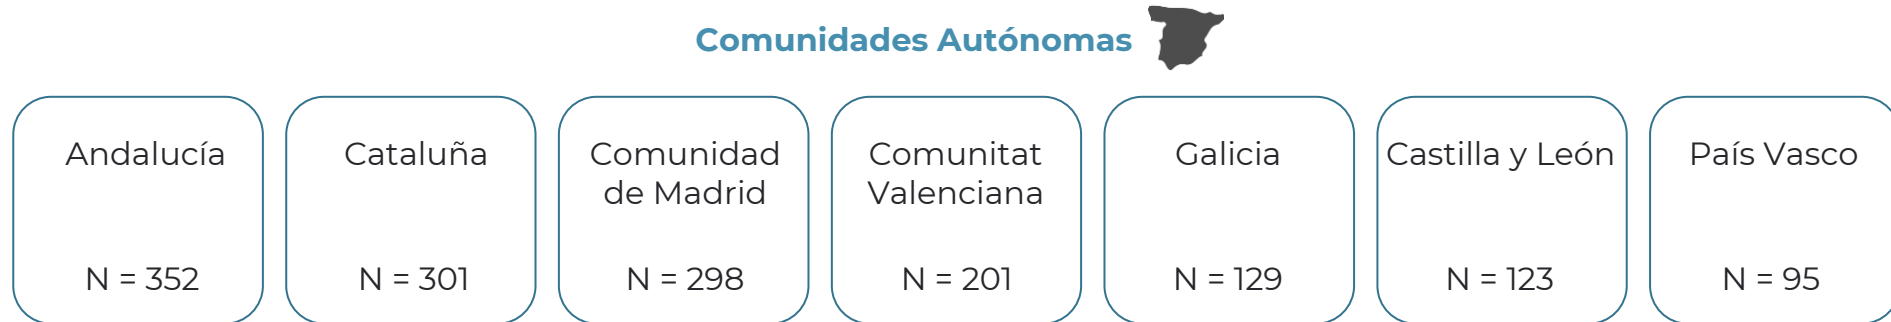 Comunidades Autónomas
Andalucía
N = 352
Cataluña
N = 301
Comunidad
de Madrid
N = 298
Comunitat
Valenciana
N = 201
Galicia
N = 129
Castilla y León
N = 123
País Vasco
N = 95